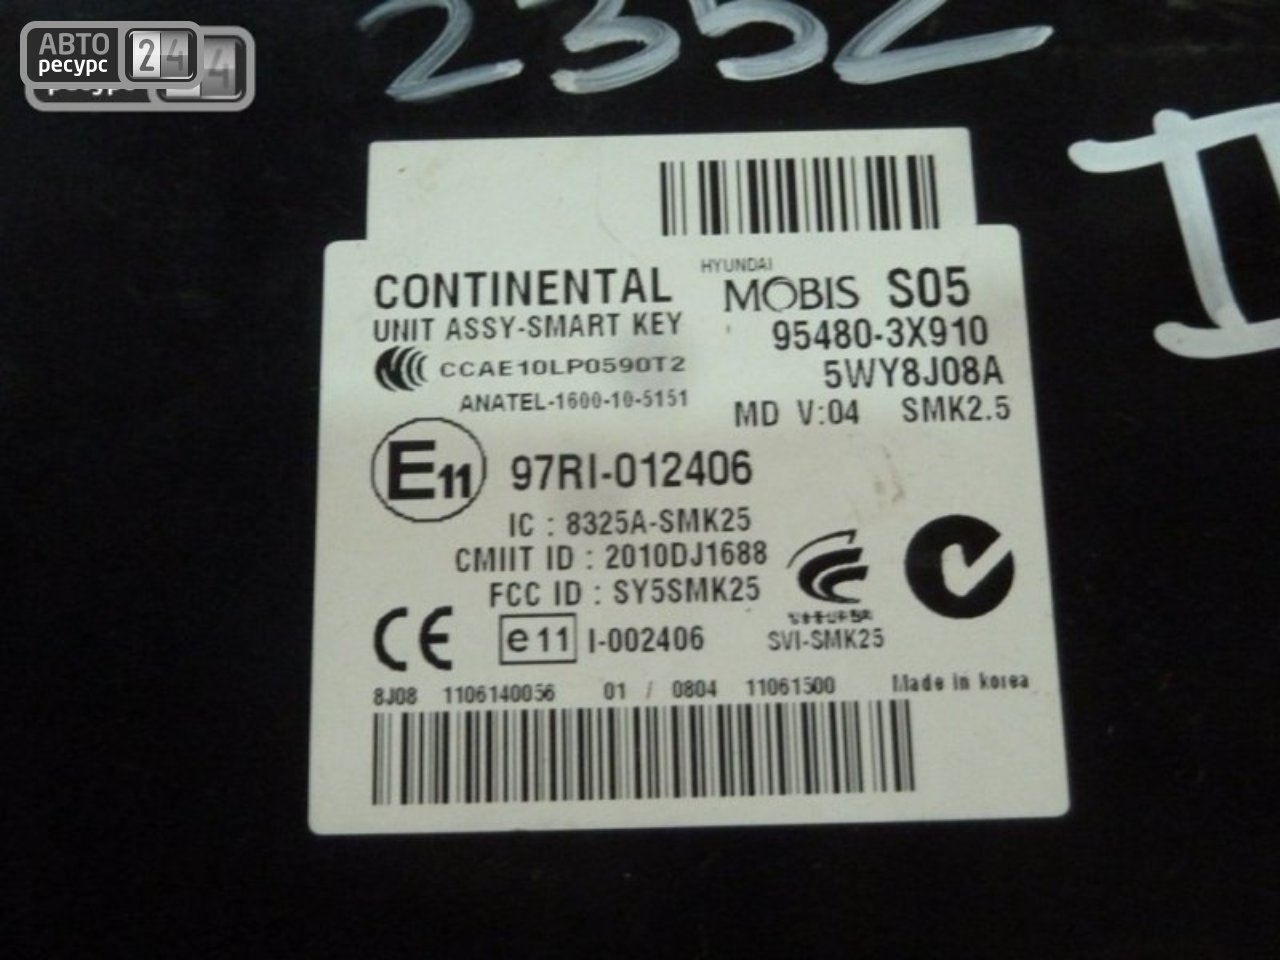 АВТО
ресурс 24
235
HYUNDAI
CONTINENTAL MOBIS S05
UNIT ASSY-SMART KEY 95480-3X910
CCAE10LP0590T2 5WY8J08A
ANATEL-1600-10-5151 MD V:04 SMK2.5
E11 97RI-012406
IC : 8325A-SMK25
CMIIT ID : 2010DJ1688
FCC ID : SY5SMK25
CE e11 I-002406 SVI-SMK25
8J08 1106140056 01 / 0804 11061500 Made in korea